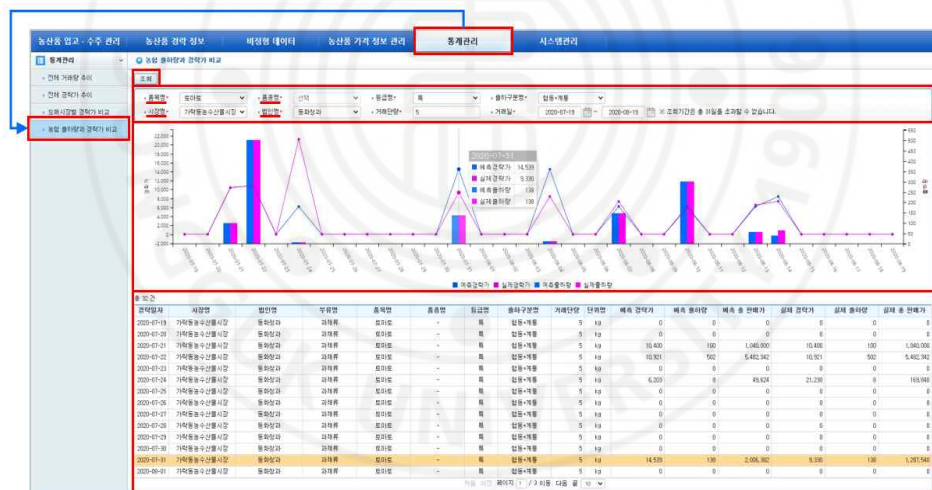 농산품 입고·수주 관리 농산품 경락 정보 비정형 데이터 농산품 가격 정보 관리 통계관리 시스템관리
통계관리
전체 거래량 추이
전체 경락가 추이
도매시장별 경락가 비교
농협 출하량과 경락가 비교
농협 출하량과 경락가 비교
조회
품목명* 토마토 품종명* 선택 등급명* 특 출하구분명* 협동+계통
시장명* 가락동농수산물시장 법인명* 동화청과 거래단량* 5 거래일* 2020-07-19 ~ 2020-08-19 ※ 조회기간은 총 31일을 초과할 수 없습니다.
2020-07-31
예측경락가 14,539
실제경락가 9,330
예측출하량 138
실제출하량 138
예측경락가 실제경락가 예측출하량 실제출하량
총 32건
경락일자 시장명 법인명 부류명 품목명 품종명 등급명 출하구분명 거래단량 단위명 예측 경락가 예측 출하량 예측 총 판매가 실제 경락가 실제 출하량 실제 총 판매가
2020-07-19 가락동농수산물시장 동화청과 과채류 토마토 - 특 협동+계통 5 kg 0 0 0 0 0 0
2020-07-20 가락동농수산물시장 동화청과 과채류 토마토 - 특 협동+계통 5 kg 0 0 0 0 0 0
2020-07-21 가락동농수산물시장 동화청과 과채류 토마토 - 특 협동+계통 5 kg 10,400 100 1,040,000 10,400 100 1,040,000
2020-07-22 가락동농수산물시장 동화청과 과채류 토마토 - 특 협동+계통 5 kg 10,921 502 5,482,342 10,921 502 5,482,342
2020-07-23 가락동농수산물시장 동화청과 과채류 토마토 - 특 협동+계통 5 kg 0 0 0 0 0 0
2020-07-24 가락동농수산물시장 동화청과 과채류 토마토 - 특 협동+계통 5 kg 6,203 8 49,624 21,230 8 169,840
2020-07-25 가락동농수산물시장 동화청과 과채류 토마토 - 특 협동+계통 5 kg 0 0 0 0 0 0
2020-07-26 가락동농수산물시장 동화청과 과채류 토마토 - 특 협동+계통 5 kg 0 0 0 0 0 0
2020-07-27 가락동농수산물시장 동화청과 과채류 토마토 - 특 협동+계통 5 kg 0 0 0 0 0 0
2020-07-28 가락동농수산물시장 동화청과 과채류 토마토 - 특 협동+계통 5 kg 0 0 0 0 0 0
2020-07-29 가락동농수산물시장 동화청과 과채류 토마토 - 특 협동+계통 5 kg 0 0 0 0 0 0
2020-07-30 가락동농수산물시장 동화청과 과채류 토마토 - 특 협동+계통 5 kg 0 0 0 0 0 0
2020-07-31 가락동농수산물시장 동화청과 과채류 토마토 - 특 협동+계통 5 kg 14,539 138 2,006,382 9,330 138 1,287,540
2020-08-01 가락동농수산물시장 동화청과 과채류 토마토 - 특 협동+계통 5 kg 0 0 0 0 0 0
처음 이전 페이지 1 / 3 이동 다음 끝 10